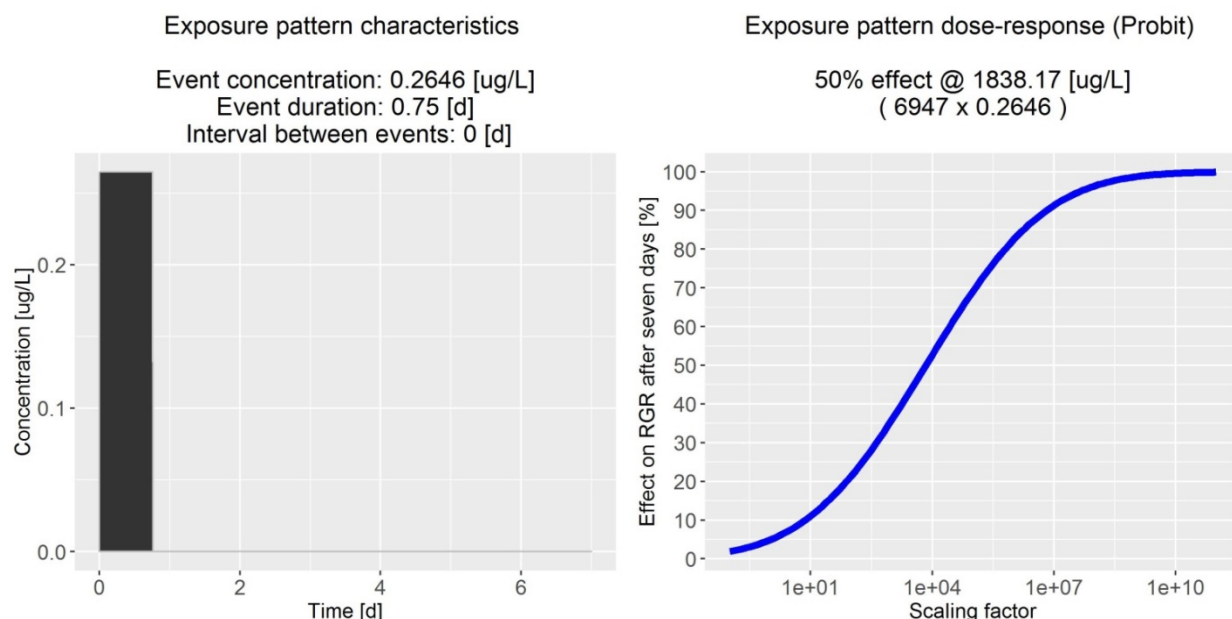 Exposure pattern characteristics
Event concentration: 0.2646 [ug/L]
Event duration: 0.75 [d]
Interval between events: 0 [d]
Concentration [ug/L]
0.2
0.1
0.0
0
2
4
6
Time [d]
Exposure pattern dose-response (Probit)
50% effect @ 1838.17 [ug/L]
( 6947 x 0.2646 )
Effect on RGR after seven days [%]
100
90
80
70
60
50
40
30
20
10
0
1e+01
1e+04
1e+07
1e+10
Scaling factor